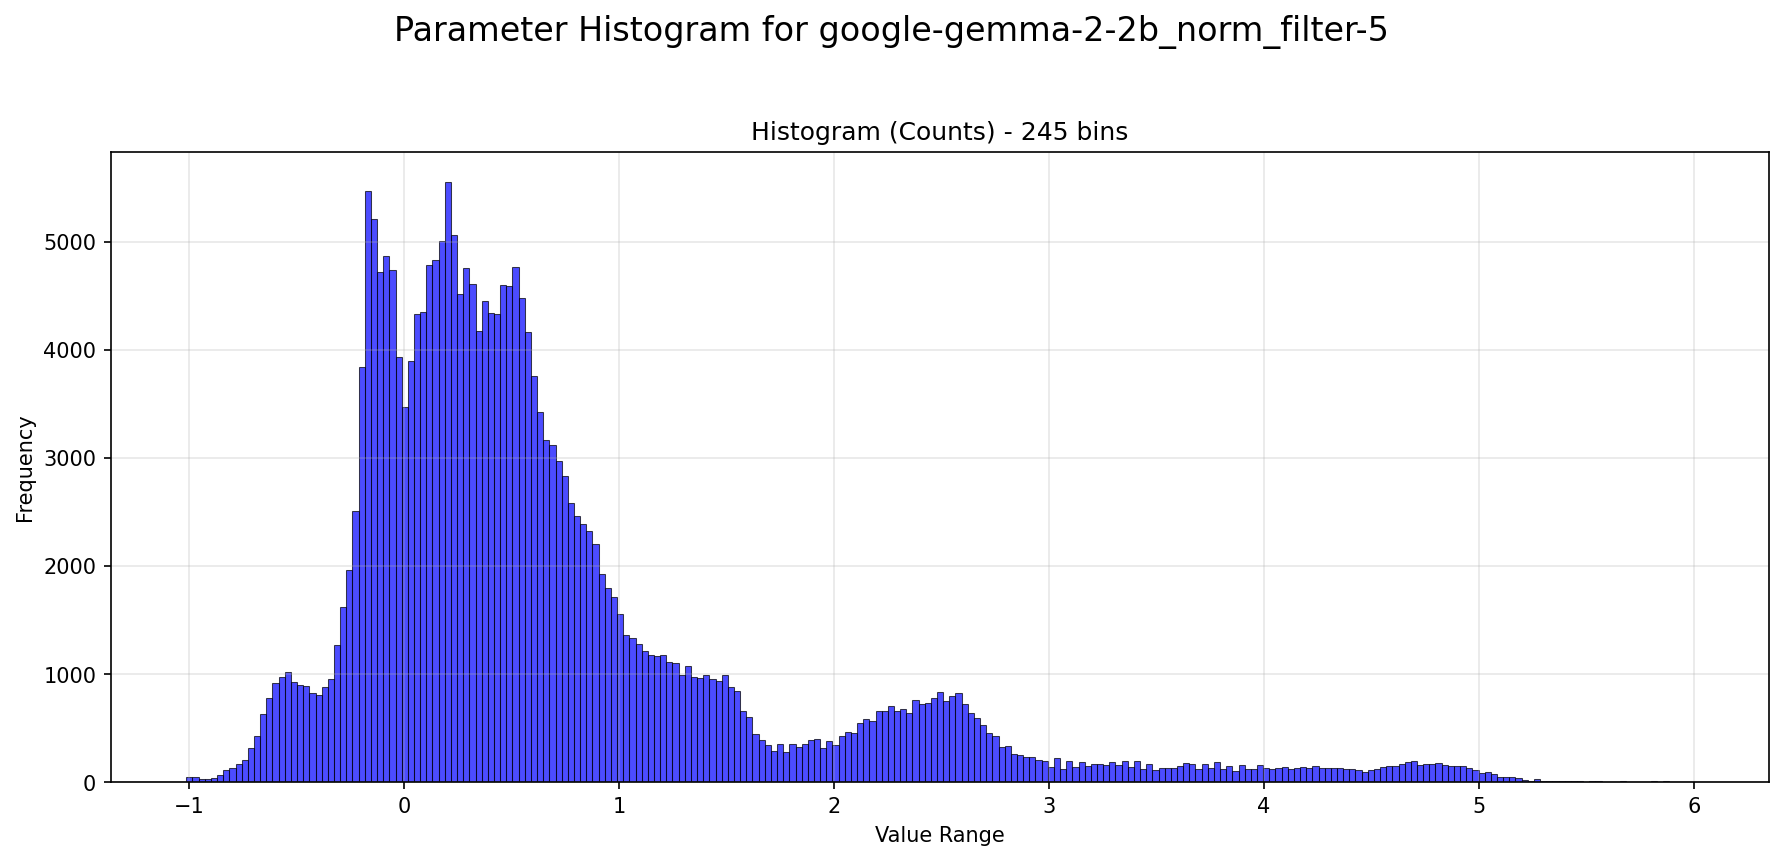 Parameter Histogram for google-gemma-2-2b_norm_filter-5
Histogram (Counts) - 245 bins
5000
4000
3000
2000
1000
0
Frequency
−1 0 1 2 3 4 5 6
Value Range